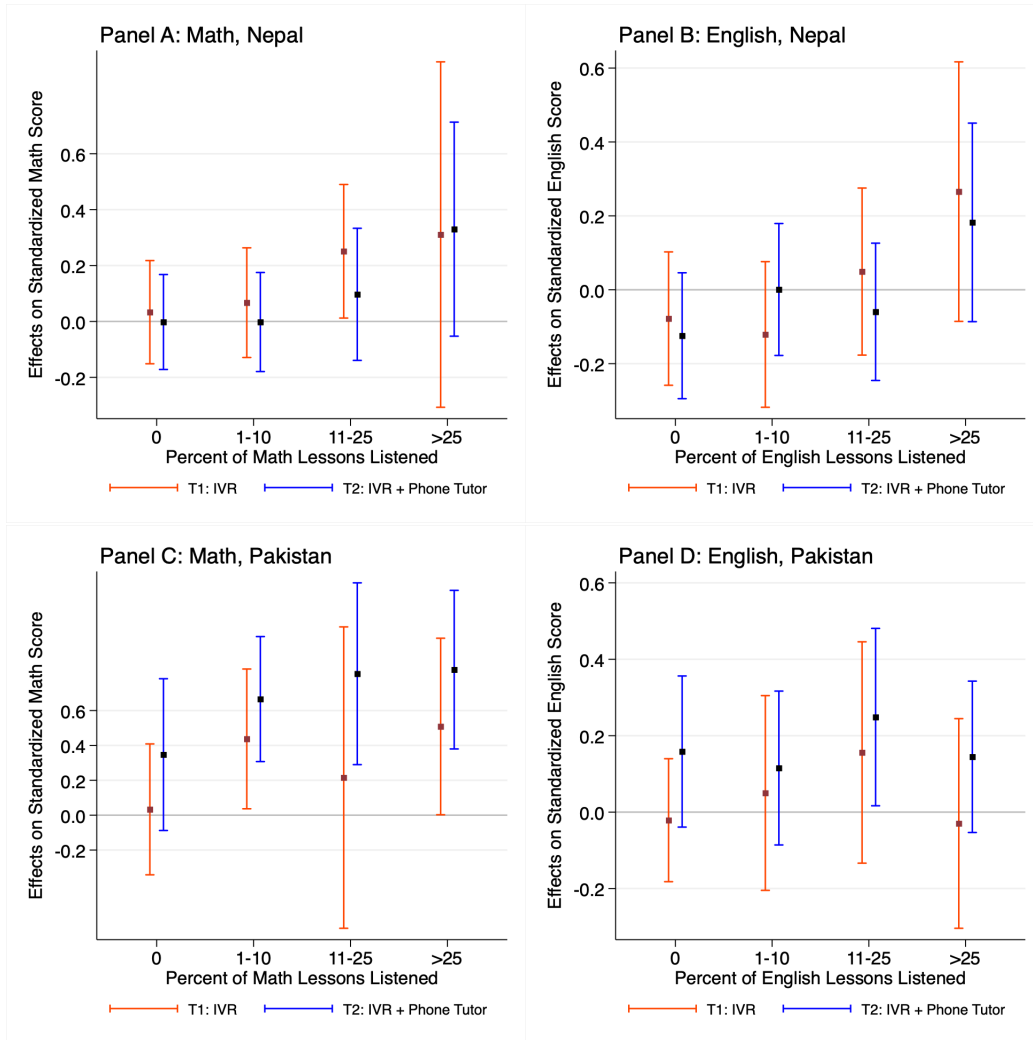 Panel A: Math, Nepal
Effects on Standardized Math Score
0.6
0.4
0.2
0.0
-0.2
0 1-10 11-25 >25
Percent of Math Lessons Listened
T1: IVR T2: IVR + Phone Tutor
Panel B: English, Nepal
Effects on Standardized English Score
0.6
0.4
0.2
0.0
-0.2
0 1-10 11-25 >25
Percent of English Lessons Listened
T1: IVR T2: IVR + Phone Tutor
Panel C: Math, Pakistan
Effects on Standardized Math Score
0.6
0.4
0.2
0.0
-0.2
0 1-10 11-25 >25
Percent of Math Lessons Listened
T1: IVR T2: IVR + Phone Tutor
Panel D: English, Pakistan
Effects on Standardized English Score
0.6
0.4
0.2
0.0
-0.2
0 1-10 11-25 >25
Percent of English Lessons Listened
T1: IVR T2: IVR + Phone Tutor